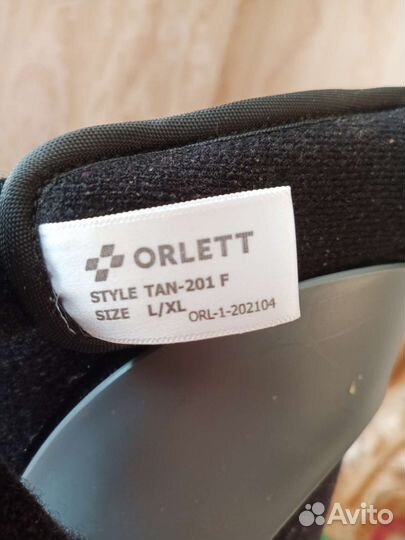 ORLETT
STYLE TAN-201 F
SIZE L/XL ORL-1-202104
Avito